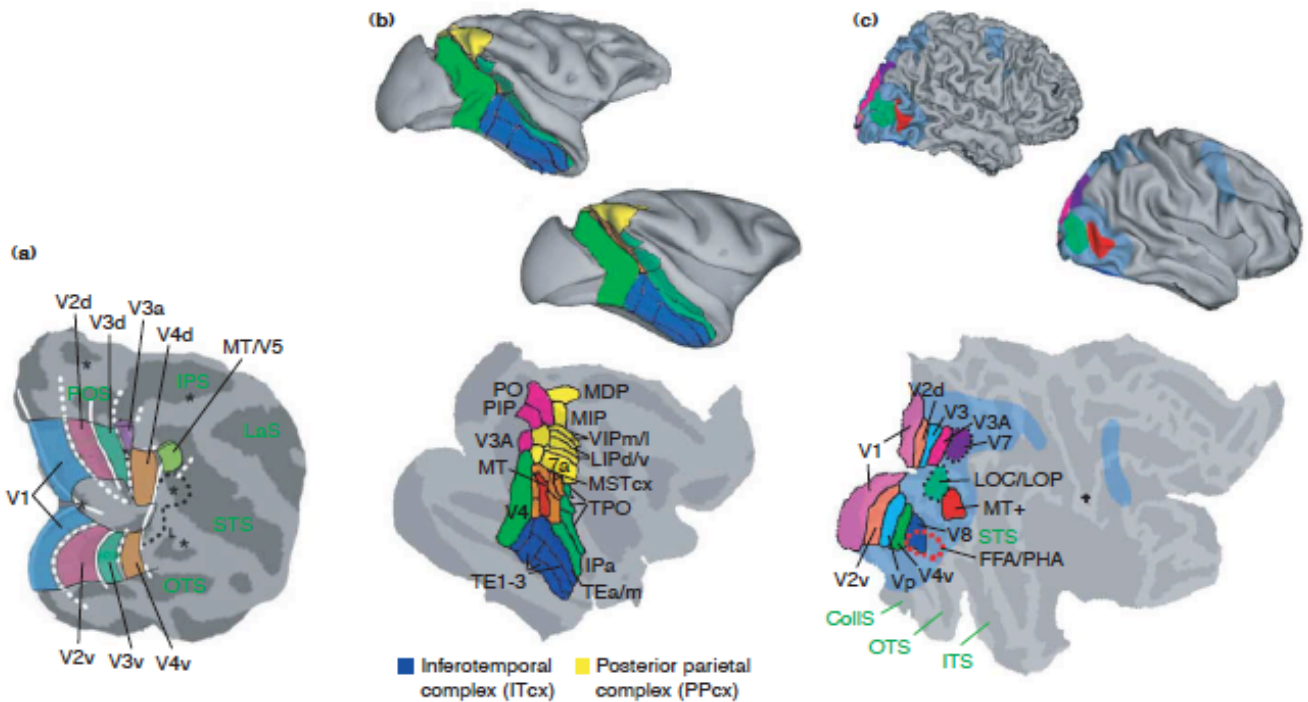 (a)
V2d
V3d
V3a
V4d
MT/V5
POS
IPS
LaS
V1
STS
OTS
V2v
V3v
V4v
(b)
PO
PIP
V3A
MT
V4
TE1-3
MDP
MIP
VIPm/l
LIPd/v
7a
MSTcx
TPO
IPa
TEa/m
Inferotemporal
complex (ITcx)
Posterior parietal
complex (PPcx)
(c)
V2d
V3
V3A
V7
V1
LOC/LOP
MT+
V8
STS
FFA/PHA
V2v
Vp
V4v
CollS
OTS
ITS